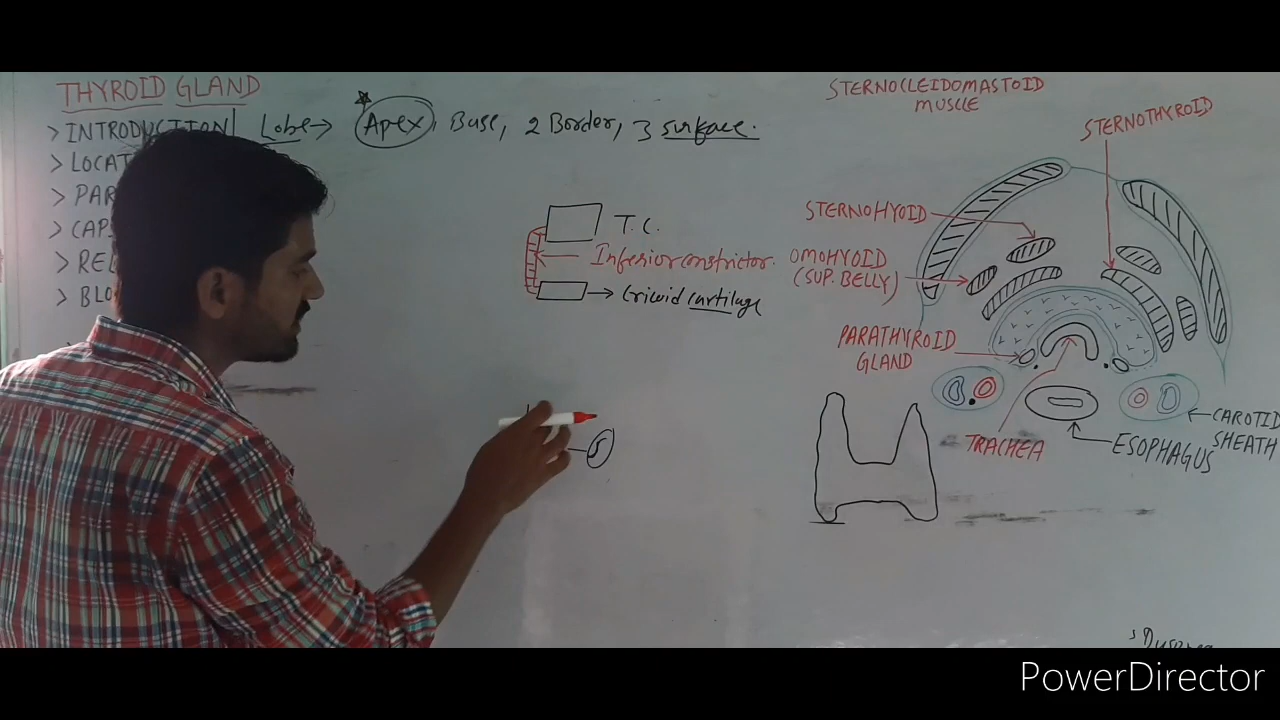 THYROID GLAND
> INTRODUCTION
Lobe → Apex, Base, 2 Border, 3 surface.
> LOCAT
> PAR
> CAPS
> REL
> BLO
T.C.
Inferior constrictor.
Cricoid cartilage
STERNOCLEIDOMASTOID
MUSCLE
STERNOTHYROID
STERNOHYOID
OMOHYOID
(SUP. BELLY)
PARATHYROID
GLAND
TRACHEA
ESOPHAGUS
CAROTID
SHEATH
PowerDirector